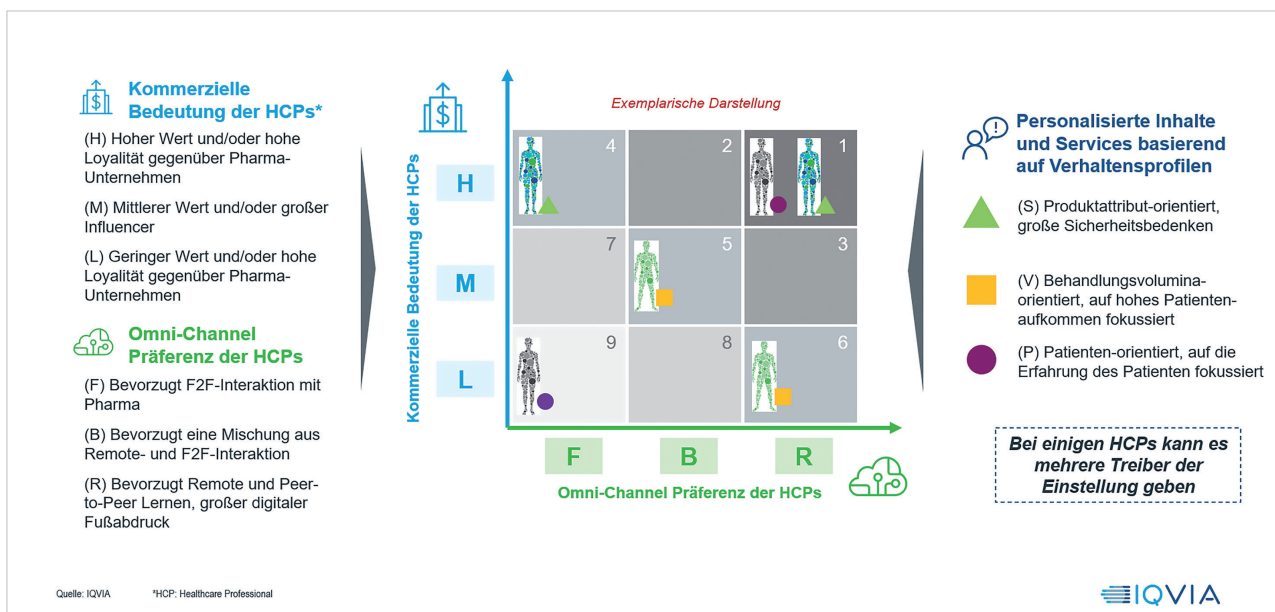 Kommerzielle
Bedeutung der HCPs*
(H) Hoher Wert und/oder hohe
Loyalität gegenüber Pharma-
Unternehmen
(M) Mittlerer Wert und/oder großer
Influencer
(L) Geringer Wert und/oder hohe
Loyalität gegenüber Pharma-
Unternehmen
Omni-Channel
Präferenz der HCPs
(F) Bevorzugt F2F-Interaktion mit
Pharma
(B) Bevorzugt eine Mischung aus
Remote- und F2F-Interaktion
(R) Bevorzugt Remote und Peer-
to-Peer Lernen, großer digitaler
Fußabdruck
$
$
Kommerzielle Bedeutung der HCPs
Exemplarische Darstellung
H
4
2
1
M
7
5
3
L
9
8
6
F
B
R
Omni-Channel Präferenz der HCPs
!
Personalisierte Inhalte
und Services basierend
auf Verhaltensprofilen
(S) Produktattribut-orientiert,
große Sicherheitsbedenken
(V) Behandlungsvolumina-
orientiert, auf hohes Patienten-
aufkommen fokussiert
(P) Patienten-orientiert, auf die
Erfahrung des Patienten fokussiert
Bei einigen HCPs kann es
mehrere Treiber der
Einstellung geben
Quelle: IQVIA
*HCP: Healthcare Professional
IQVIA